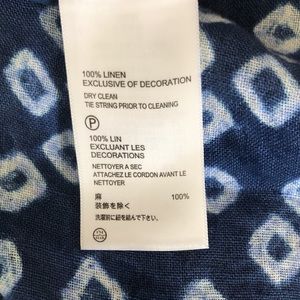 100% LINEN
EXCLUSIVE OF DECORATION
DRY CLEAN
TIE STRING PRIOR TO CLEANING
P
100% LIN
EXCLUANT LES
DECORATIONS
NETTOYER A SEC
ATTACHEZ LE CORDON AVANT LE
NETTOYER
麻 100%
装飾を除く
洗濯前に紐を結んで下さい。